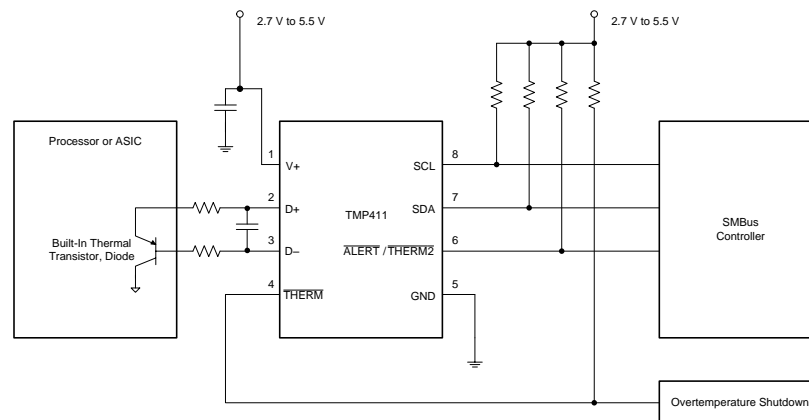 2.7 V to 5.5 V
2.7 V to 5.5 V
Processor or ASIC
1
V+
SCL
8
2
D+
TMP411
SDA
7
SMBus
Controller
Built-In Thermal
Transistor, Diode
3
D−
ALERT / THERM2
6
4
THERM
GND
5
Overtemperature Shutdown